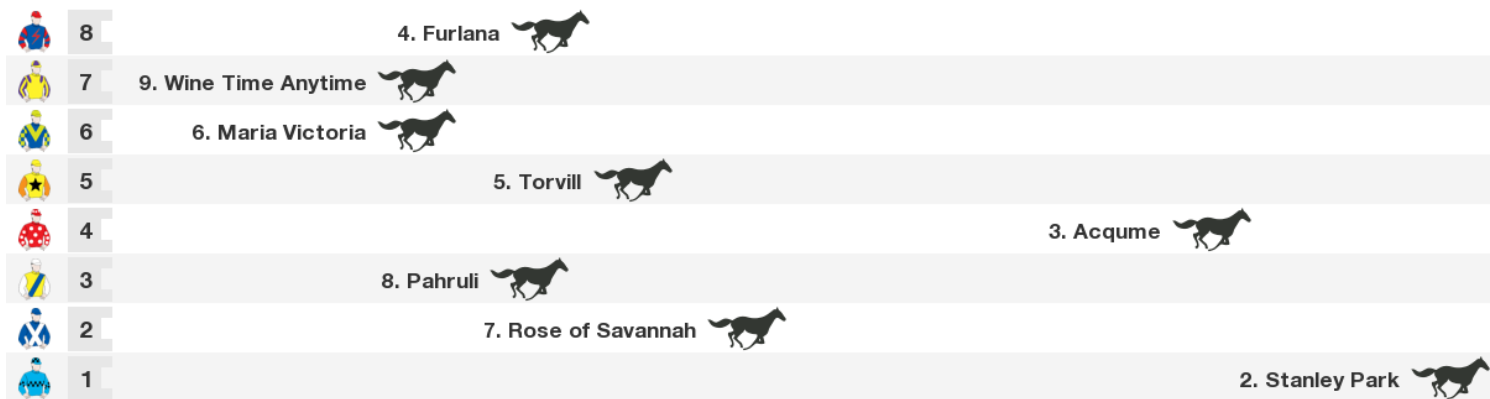 8 4. Furlana
7 9. Wine Time Anytime
6 6. Maria Victoria
5 5. Torvill
4 3. Acqume
3 8. Pahruli
2 7. Rose of Savannah
1 2. Stanley Park